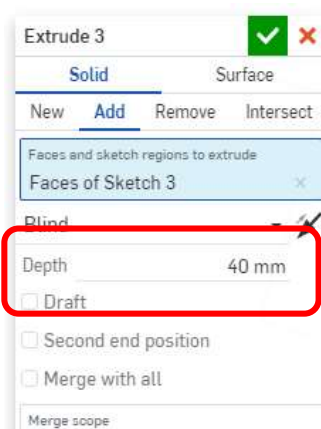 Extrude 3
Solid Surface
New Add Remove Intersect
Faces and sketch regions to extrude
Faces of Sketch 3
Blind
Depth 40 mm
Draft
Second end position
Merge with all
Merge scope